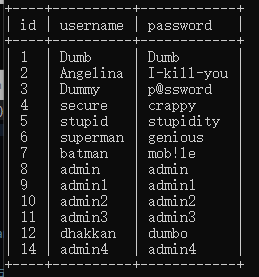 id username password
1 Dumb Dumb
2 Angelina I-kill-you
3 Dummy p@ssword
4 secure crappy
5 stupid stupidity
6 superman genious
7 batman mob!le
8 admin admin
9 admin1 admin1
10 admin2 admin2
11 admin3 admin3
12 dhakkan dumbo
14 admin4 admin4